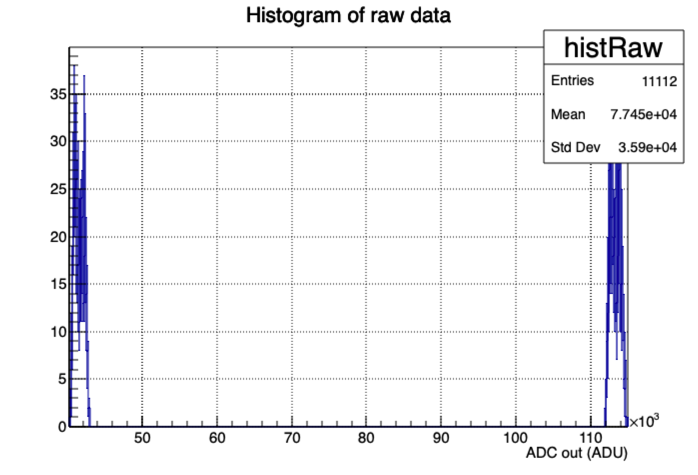 Histogram of raw data
histRaw
Entries 11112
Mean 7.745e+04
Std Dev 3.59e+04
35
30
25
20
15
10
5
0
50 60 70 80 90 100 110
×10³
ADC out (ADU)